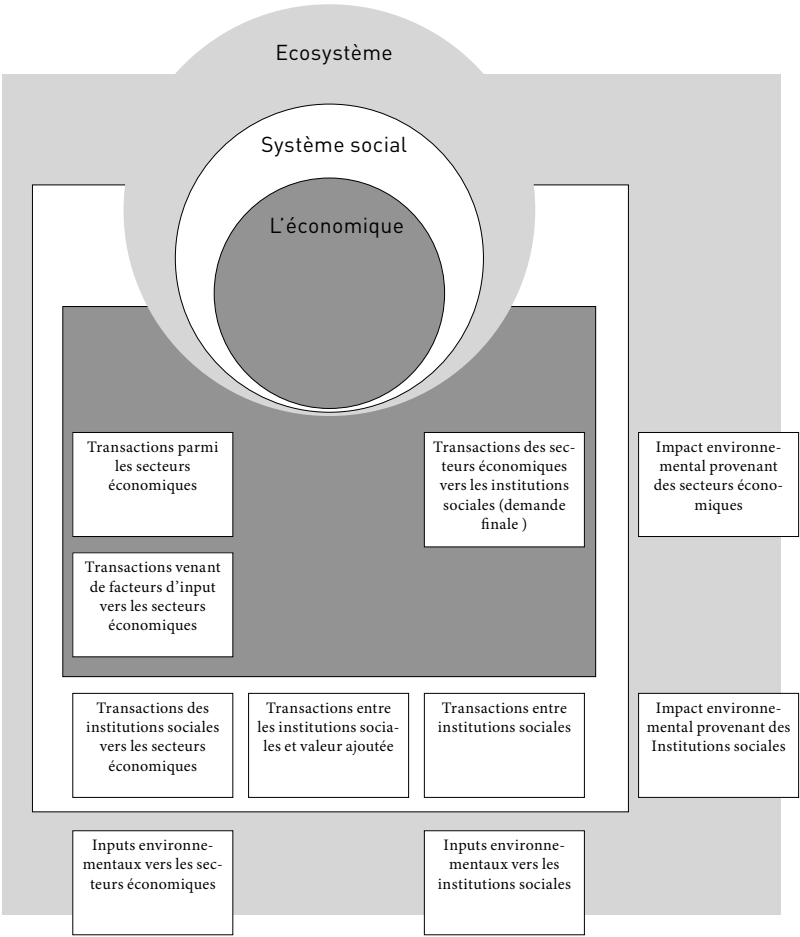 Ecosystème
Système social
L'économique
Transactions parmi
les secteurs
économiques
Transactions des sec-
teurs économiques
vers les institutions
sociales (demande
finale )
Impact environne-
mental provenant
des secteurs écono-
miques
Transactions venant
de facteurs d'input
vers les secteurs
économiques
Transactions des
institutions sociales
vers les secteurs
économiques
Transactions entre
les institutions socia-
les et valeur ajoutée
Transactions entre
institutions sociales
Impact environne-
mental provenant des
Institutions sociales
Inputs environne-
mentaux vers les sec-
teurs économiques
Inputs environne-
mentaux vers les
institutions sociales